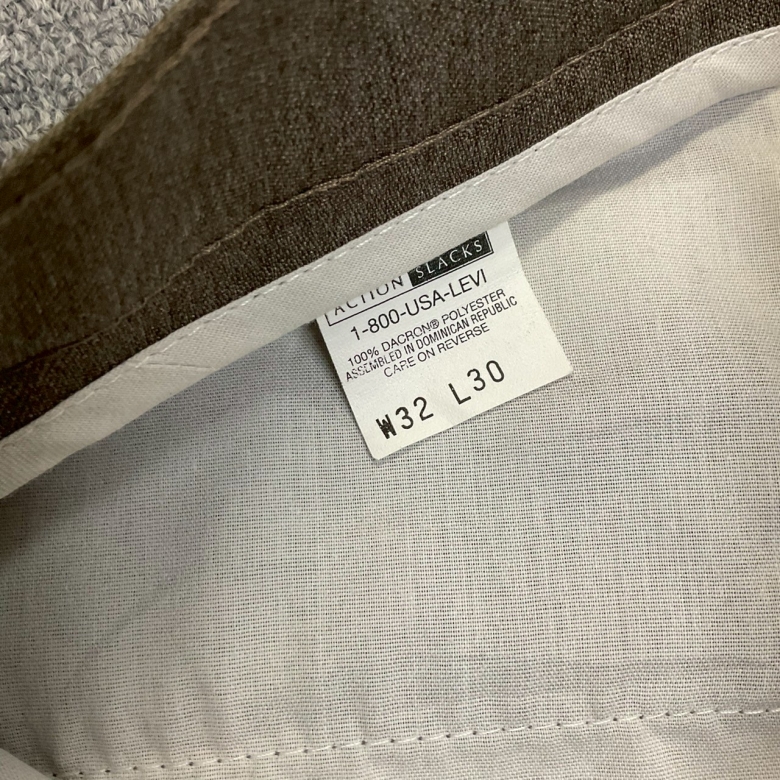 ACTION SLACKS
1-800-USA-LEVI
100% DACRON® POLYESTER
ASSEMBLED IN DOMINICAN REPUBLIC
CARE ON REVERSE
W32 L30